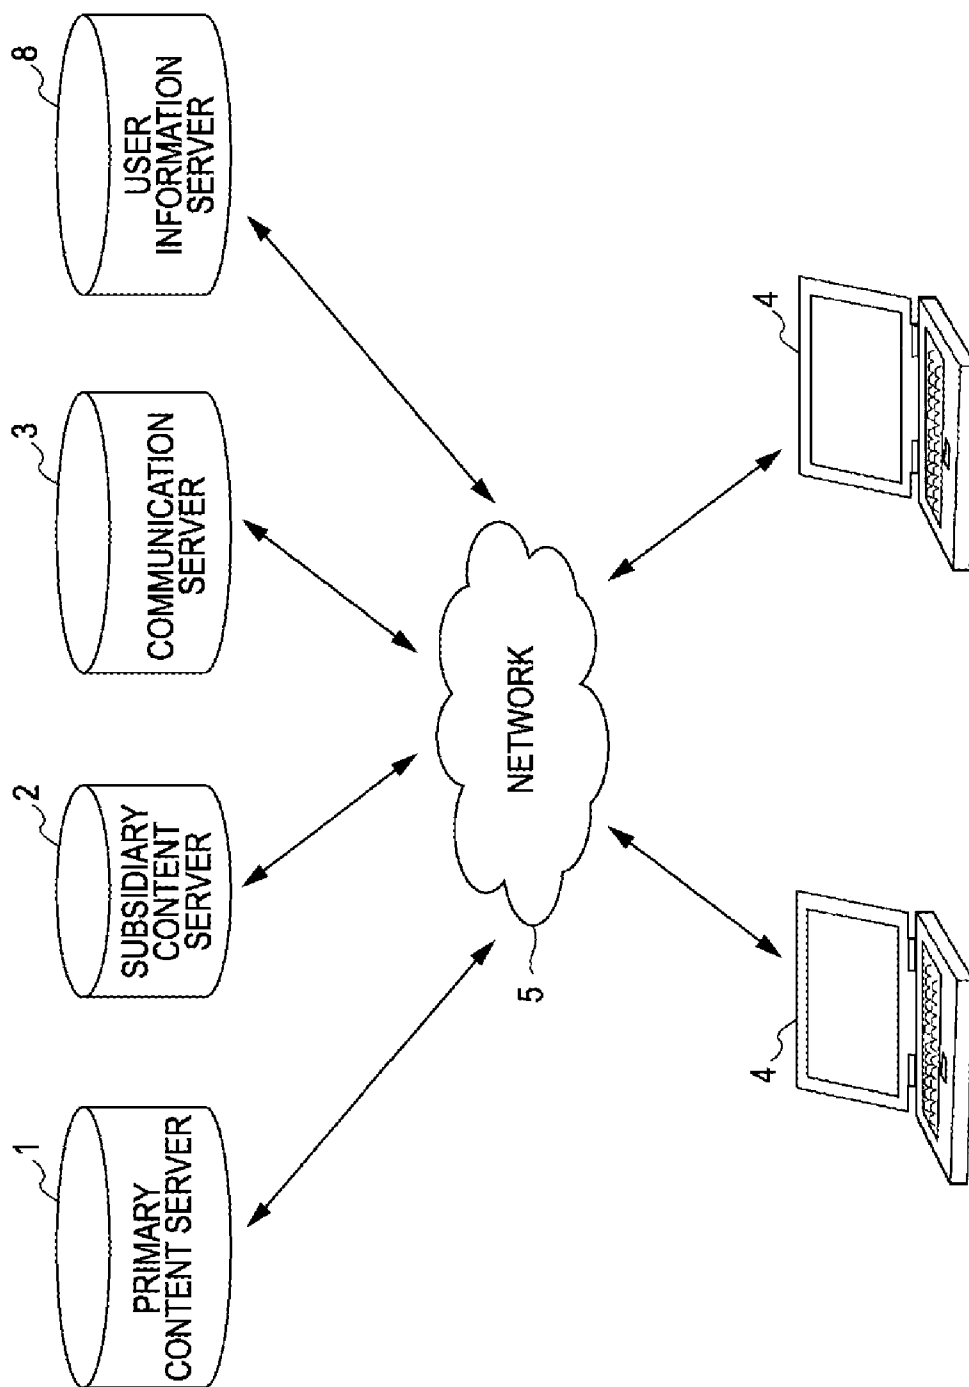 1
PRIMARY
CONTENT SERVER
2
SUBSIDIARY
CONTENT
SERVER
3
COMMUNICATION
SERVER
8
USER
INFORMATION
SERVER
NETWORK
5
4
4